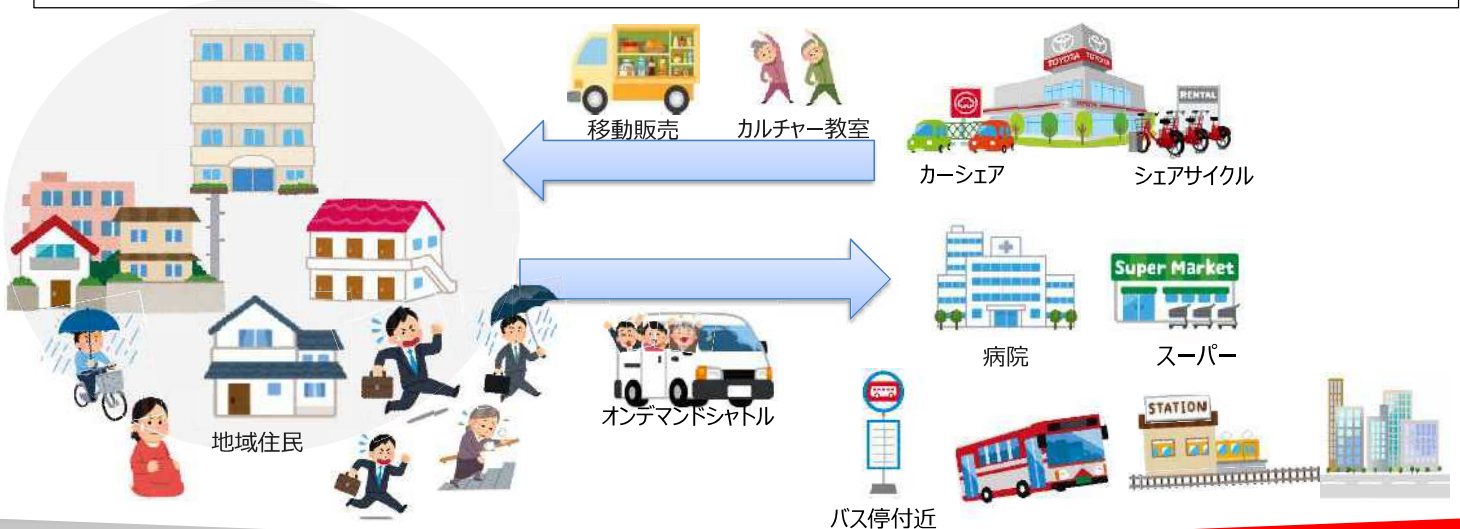 移動販売
カルチャー教室
TOYOTA TOYOTA
TOYOTA
RENTAL
カーシェア
シェアサイクル
Super Market
病院
スーパー
オンデマンドシャトル
地域住民
STATION
バス停付近